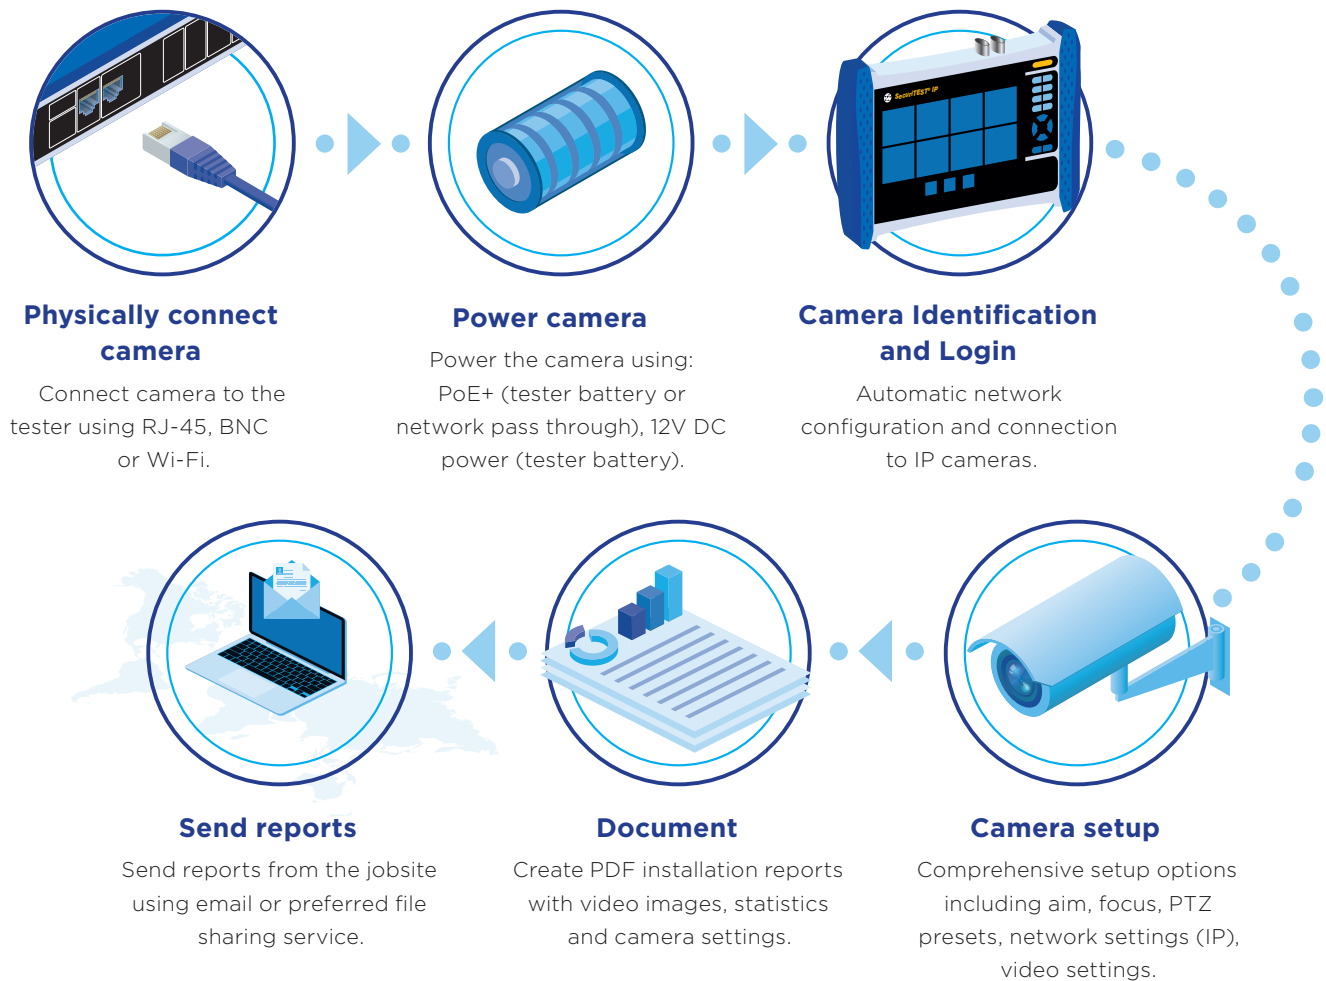 SecuriTEST® IP
Physically connect
camera
Connect camera to the
tester using RJ-45, BNC
or Wi-Fi.
Power camera
Power the camera using:
PoE+ (tester battery or
network pass through), 12V DC
power (tester battery).
Camera Identification
and Login
Automatic network
configuration and connection
to IP cameras.
Camera setup
Comprehensive setup options
including aim, focus, PTZ
presets, network settings (IP),
video settings.
Document
Create PDF installation reports
with video images, statistics
and camera settings.
Send reports
Send reports from the jobsite
using email or preferred file
sharing service.